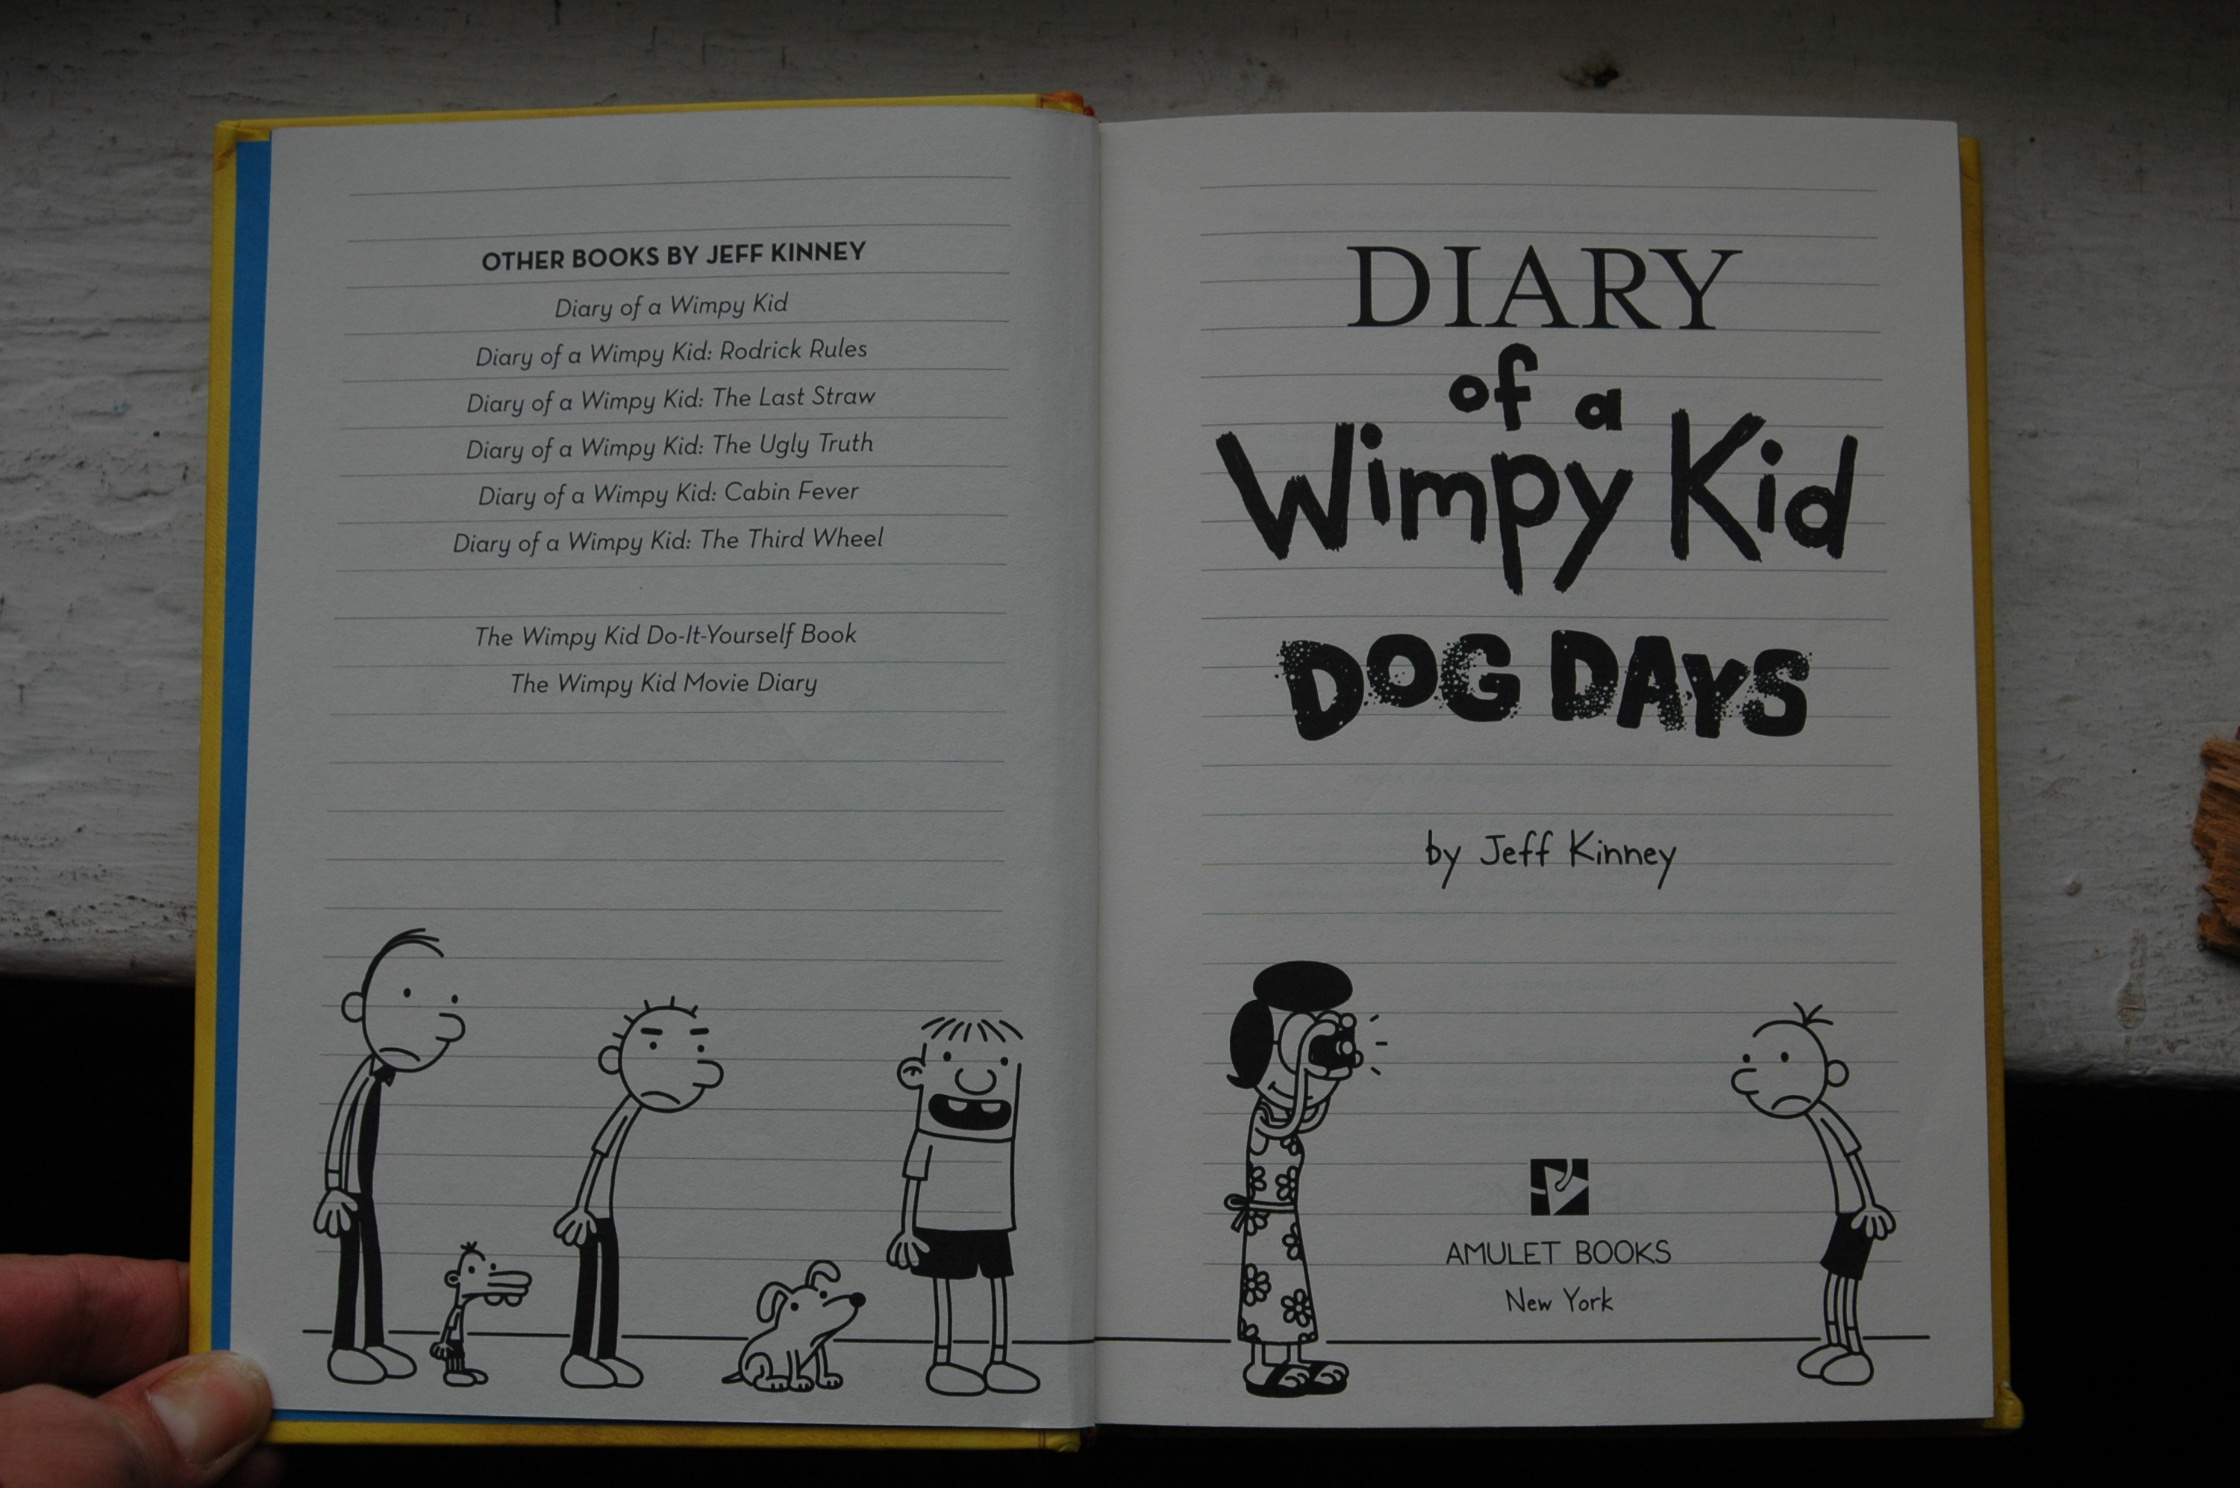 OTHER BOOKS BY JEFF KINNEY
Diary of a Wimpy Kid
Diary of a Wimpy Kid: Rodrick Rules
Diary of a Wimpy Kid: The Last Straw
Diary of a Wimpy Kid: The Ugly Truth
Diary of a Wimpy Kid: Cabin Fever
Diary of a Wimpy Kid: The Third Wheel
The Wimpy Kid Do-It-Yourself Book
The Wimpy Kid Movie Diary
DIARY
of a
Wimpy Kid
DOG DAYS
by Jeff Kinney
AMULET BOOKS
New York